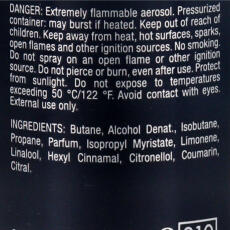 DANGER: Extremely flammable aerosol. Pressurized
container: may burst if heated. Keep out of reach of
children. Keep away from heat, hot surfaces, sparks,
open flames and other ignition sources. No smoking.
Do not spray on an open flame or other ignition
source. Do not pierce or burn, even after use. Protect
from sunlight. Do not expose to temperatures
exceeding 50 °C/122 °F. Avoid contact with eyes.
External use only.
INGREDIENTS: Butane, Alcohol Denat., Isobutane,
Propane, Parfum, Isopropyl Myristate, Limonene,
Linalool, Hexyl Cinnamal, Citronellol, Coumarin,
Citral.